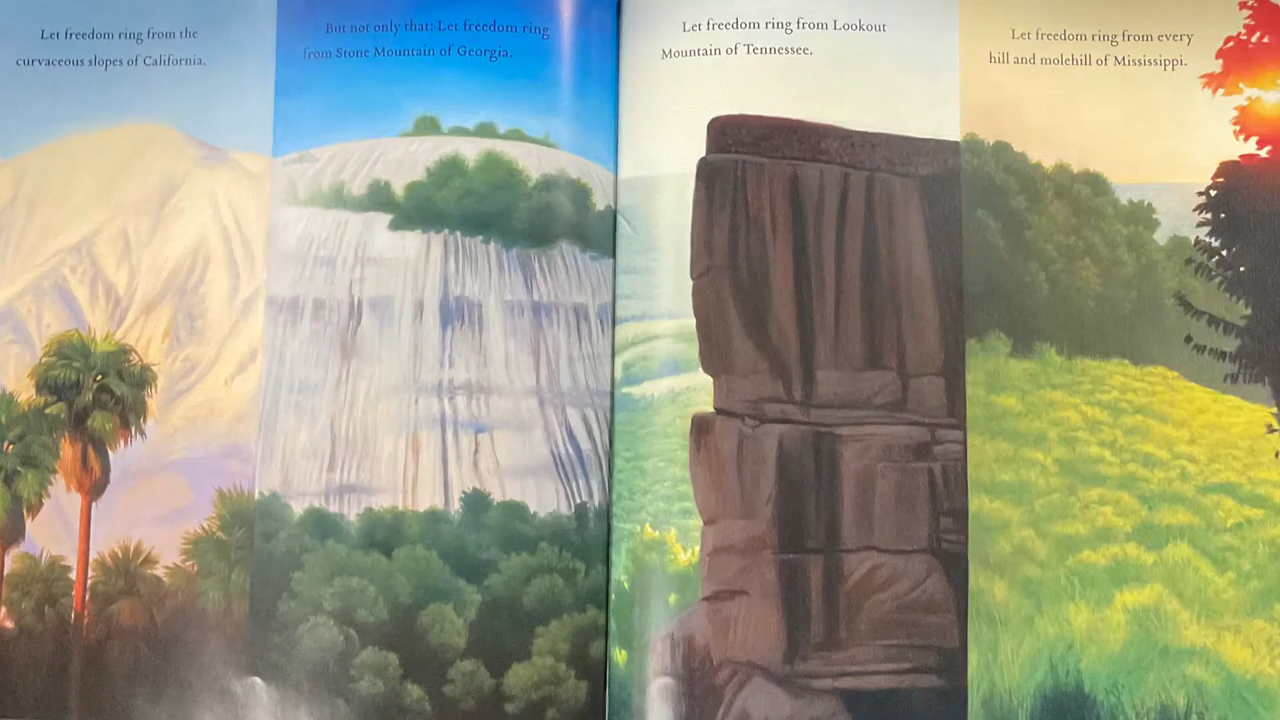 Let freedom ring from the
curvaceous slopes of California.
But not only that: Let freedom ring
from Stone Mountain of Georgia.
Let freedom ring from Lookout
Mountain of Tennessee.
Let freedom ring from every
hill and molehill of Mississippi.